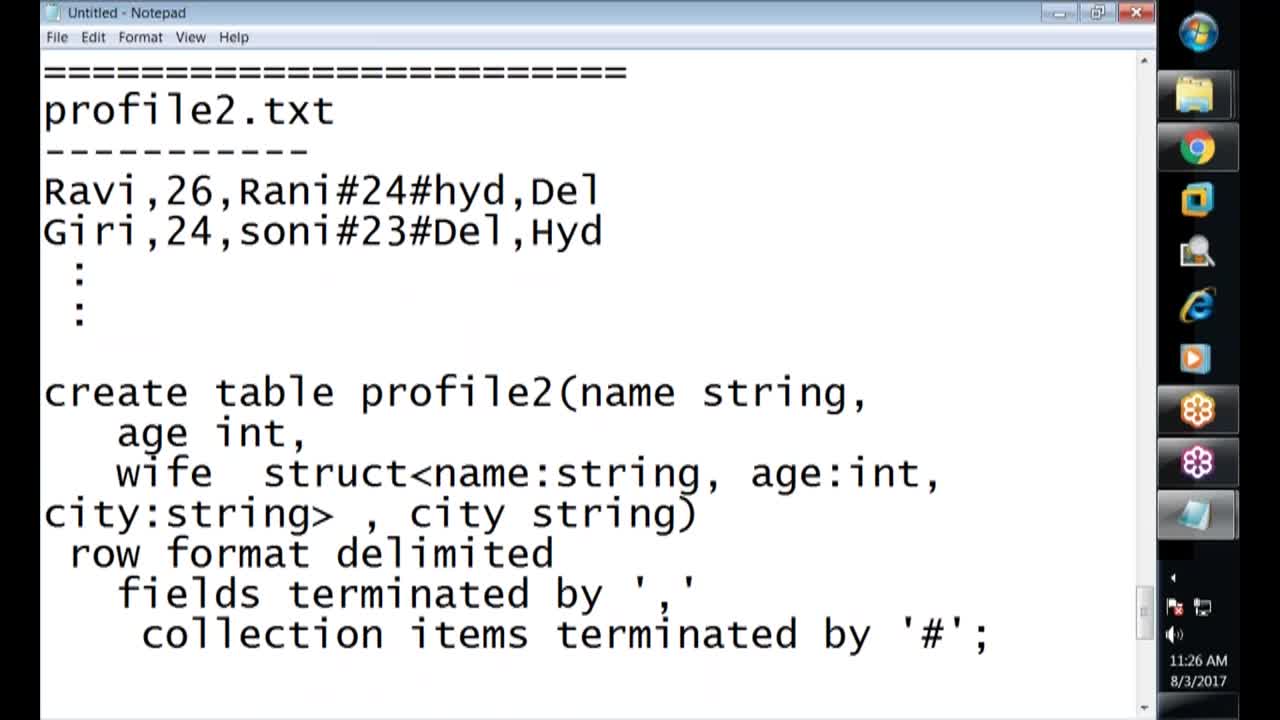 Untitled - Notepad
File Edit Format View Help
=========================
profile2.txt
-----------
Ravi,26,Rani#24#hyd,Del
Giri,24,soni#23#Del,Hyd
:
:
create table profile2(name string,
age int,
wife  struct<name:string, age:int,
city:string> , city string)
row format delimited
fields terminated by ','
collection items terminated by '#';
11:26 AM
8/3/2017